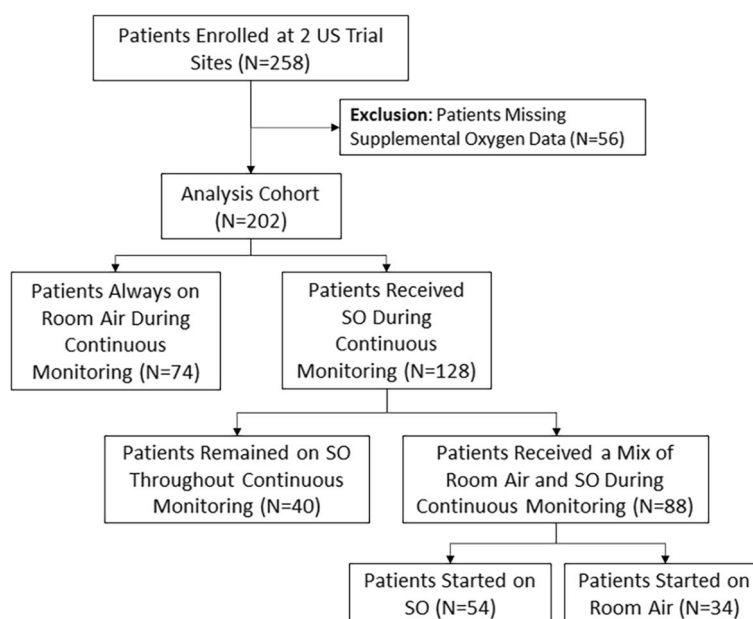 Patients Enrolled at 2 US Trial
Sites (N=258)
Exclusion: Patients Missing
Supplemental Oxygen Data (N=56)
Analysis Cohort
(N=202)
Patients Always on
Room Air During
Continuous
Monitoring (N=74)
Patients Received
SO During
Continuous
Monitoring (N=128)
Patients Remained on SO
Throughout Continuous
Monitoring (N=40)
Patients Received a Mix of
Room Air and SO During
Continuous Monitoring (N=88)
Patients Started on
SO (N=54)
Patients Started on
Room Air (N=34)